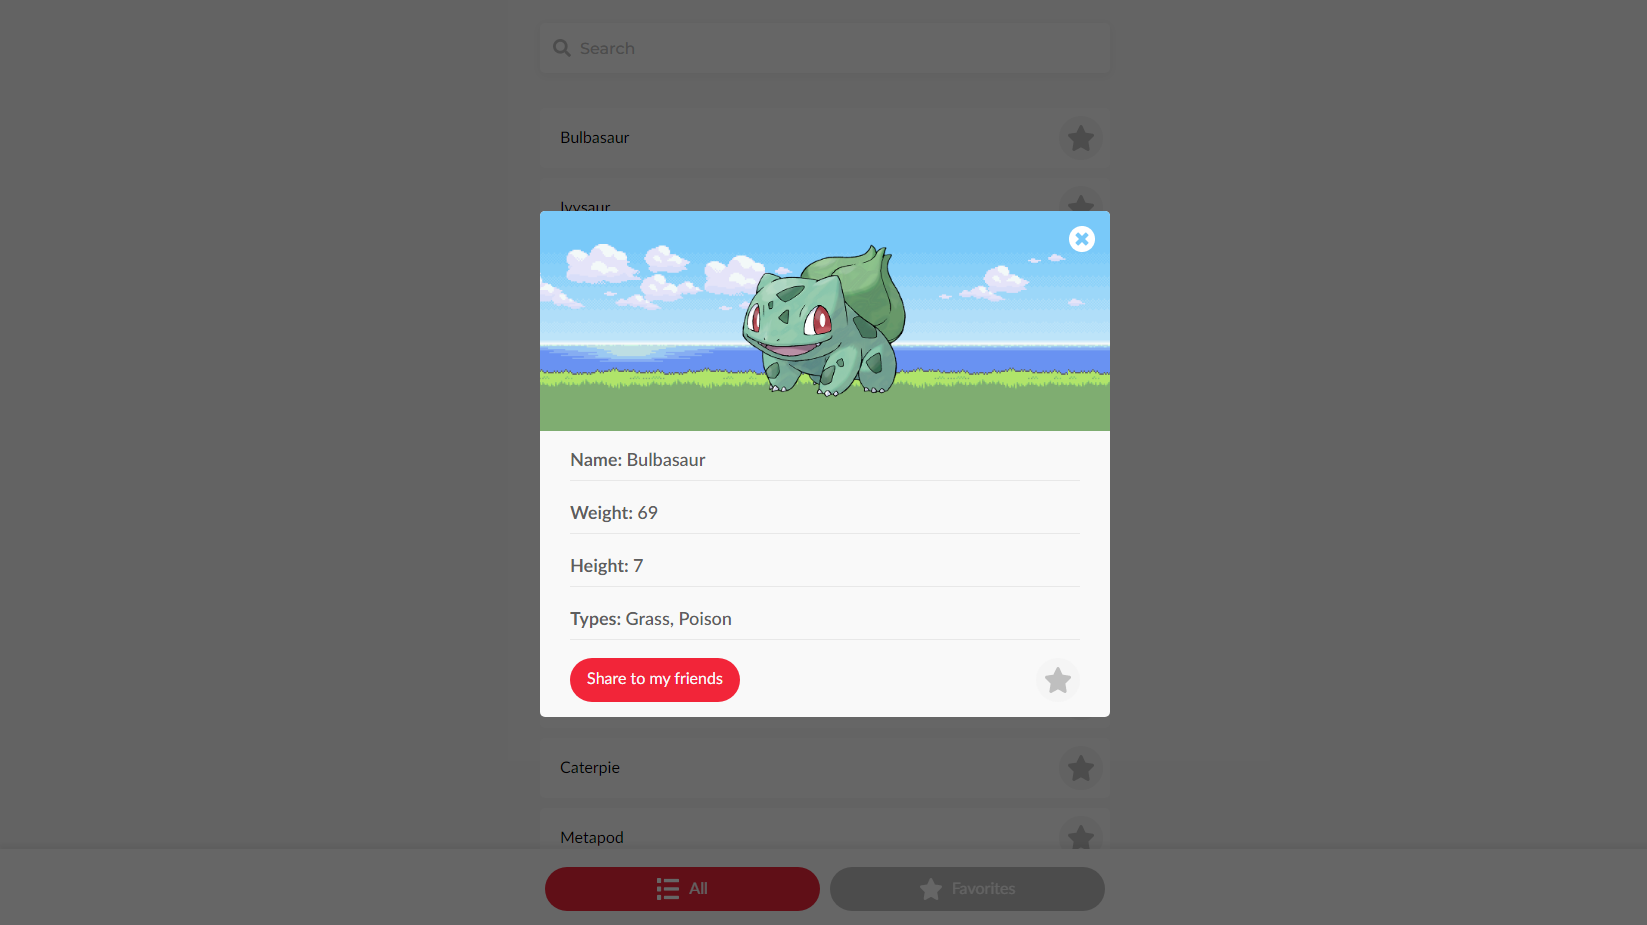 Search
Bulbasaur
Ivysaur
Name: Bulbasaur
Weight: 69
Height: 7
Types: Grass, Poison
Share to my friends
Caterpie
Metapod
All
Favorites